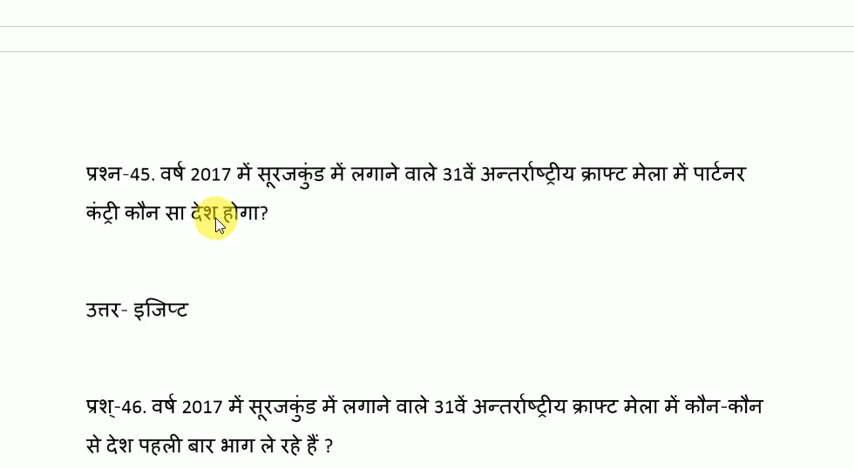 प्रश्न-45. वर्ष 2017 में सूरजकुंड में लगाने वाले 31वें अन्तर्राष्ट्रीय क्राफ्ट मेला में पार्टनर
कंट्री कौन सा देश होगा?
उत्तर- इजिप्ट
प्रश्-46. वर्ष 2017 में सूरजकुंड में लगाने वाले 31वें अन्तर्राष्ट्रीय क्राफ्ट मेला में कौन-कौन
से देश पहली बार भाग ले रहे हैं ?